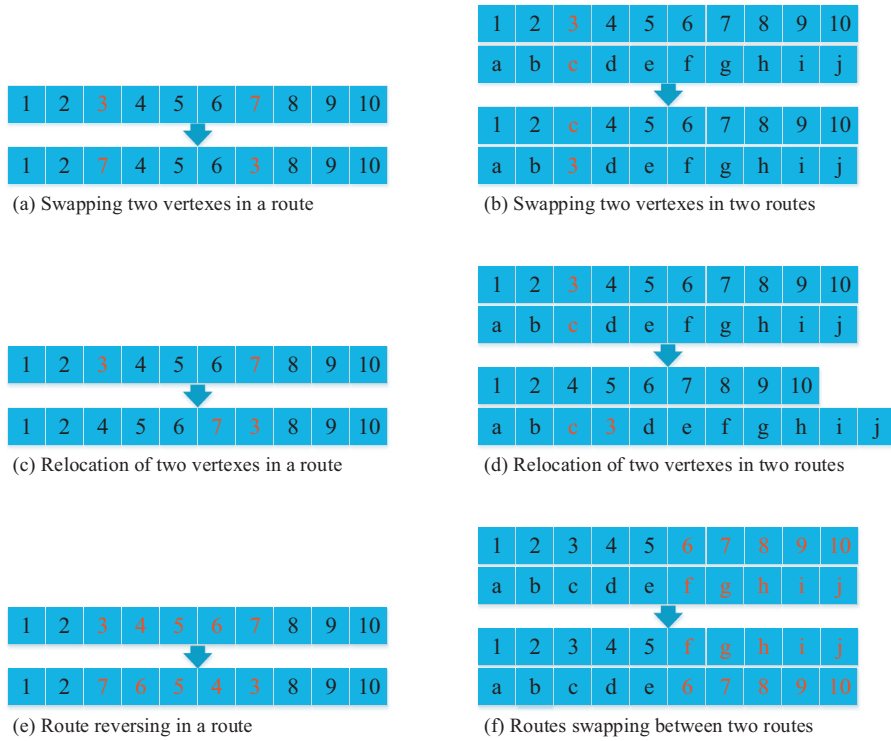 1 2 3 4 5 6 7 8 9 10
1 2 7 4 5 6 3 8 9 10
(a) Swapping two vertexes in a route
1 2 3 4 5 6 7 8 9 10
a b c d e f g h i j
1 2 c 4 5 6 7 8 9 10
a b 3 d e f g h i j
(b) Swapping two vertexes in two routes
1 2 3 4 5 6 7 8 9 10
1 2 4 5 6 7 3 8 9 10
(c) Relocation of two vertexes in a route
1 2 3 4 5 6 7 8 9 10
a b c d e f g h i j
1 2 4 5 6 7 8 9 10
a b c 3 d e f g h i j
(d) Relocation of two vertexes in two routes
1 2 3 4 5 6 7 8 9 10
1 2 7 6 5 4 3 8 9 10
(e) Route reversing in a route
1 2 3 4 5 6 7 8 9 10
a b c d e f g h i j
1 2 3 4 5 f g h i j
a b c d e 6 7 8 9 10
(f) Routes swapping between two routes